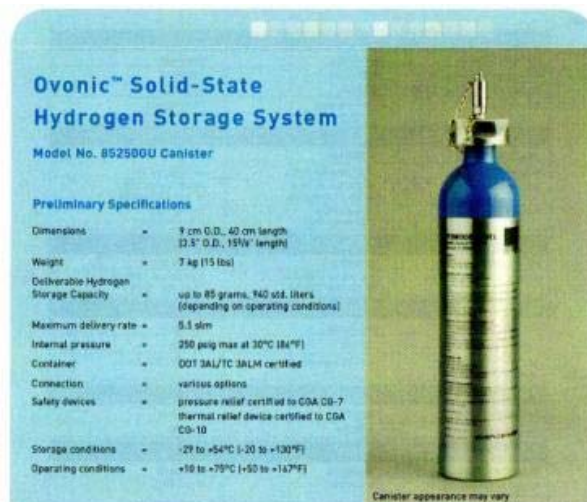 Ovonic™ Solid-State
Hydrogen Storage System
Model No. 85250GU Canister
Preliminary Specifications
Dimensions = 9 cm O.D., 40 cm length
(3.5" O.D., 15⅝" length)
Weight = 7 kg (15 lbs)
Deliverable Hydrogen
Storage Capacity = up to 85 grams, 940 std. liters
(depending on operating conditions)
Maximum delivery rate = 5.5 slm
Internal pressure = 250 psig max at 30°C (86°F)
Container = DOT 3AL/TC 3ALM certified
Connection = various options
Safety devices = pressure relief certified to CGA CG-7
thermal relief device certified to CGA
CG-10
Storage conditions = -29 to +54°C (-20 to +130°F)
Operating conditions = +10 to +75°C (+50 to +167°F)
Canister appearance may vary